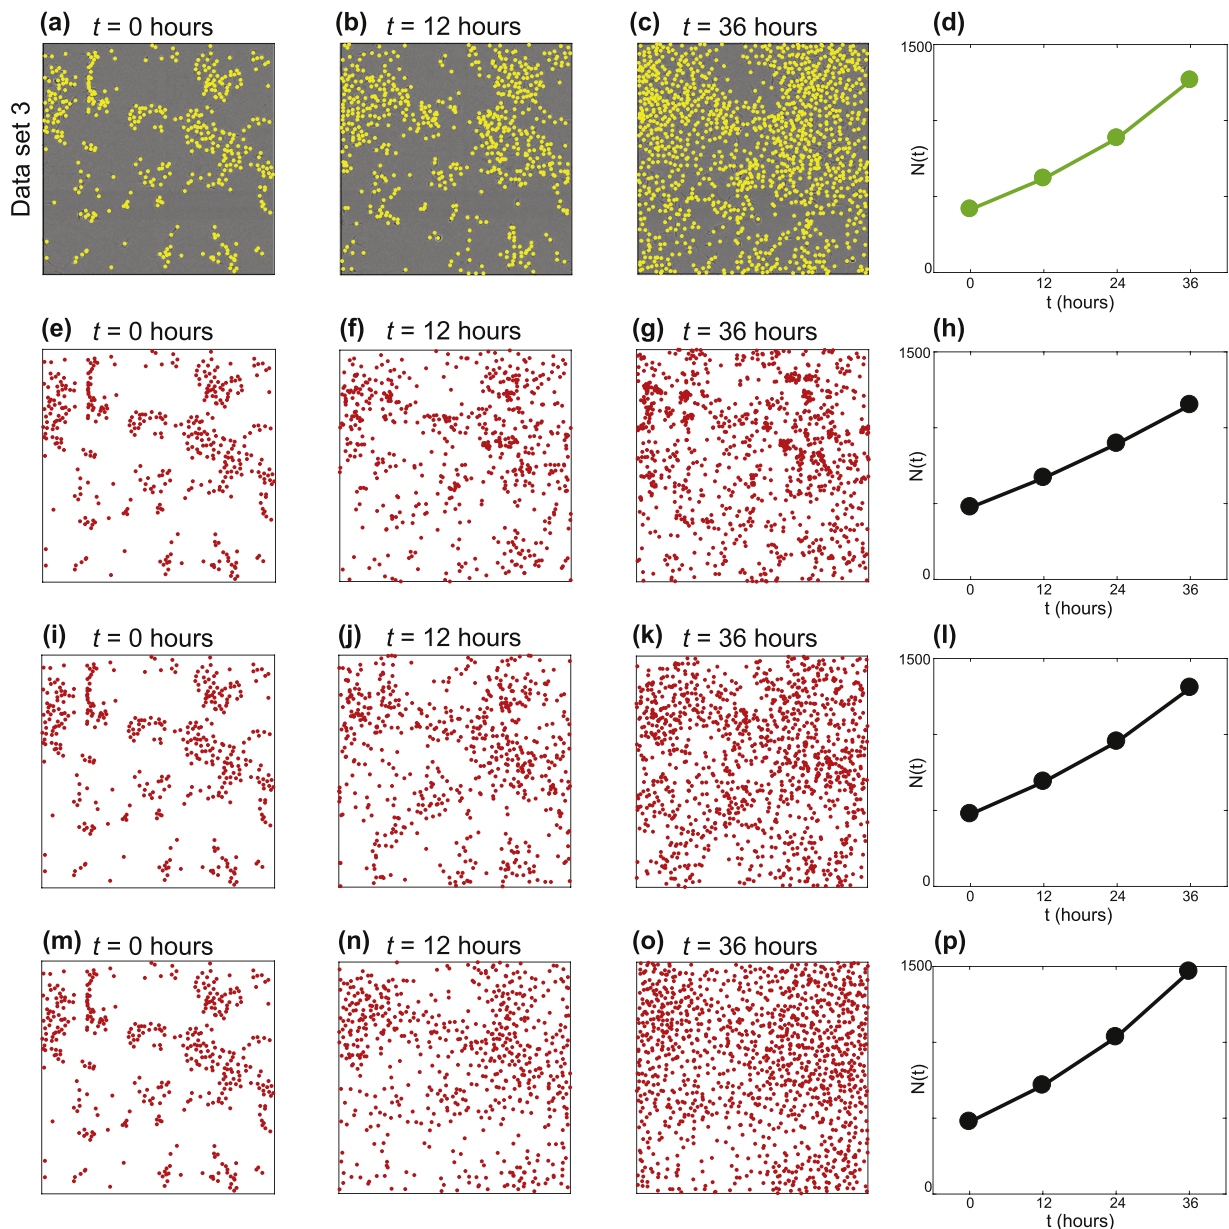 (a) t = 0 hours
(b) t = 12 hours
(c) t = 36 hours
(d)
Data set 3
1500
N(t)
0
0 12 24 36
t (hours)
(e) t = 0 hours
(f) t = 12 hours
(g) t = 36 hours
(h)
1500
N(t)
0
0 12 24 36
t (hours)
(i) t = 0 hours
(j) t = 12 hours
(k) t = 36 hours
(l)
1500
N(t)
0
0 12 24 36
t (hours)
(m) t = 0 hours
(n) t = 12 hours
(o) t = 36 hours
(p)
1500
N(t)
0
0 12 24 36
t (hours)